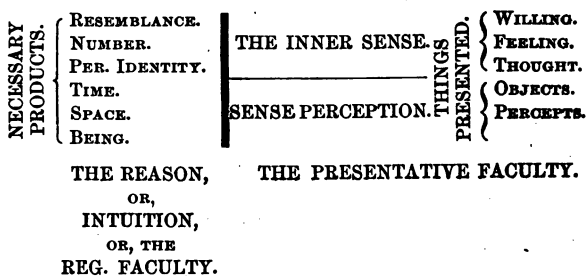 NECESSARY PRODUCTS.
RESEMBLANCE.
NUMBER.
PER. IDENTITY.
TIME.
SPACE.
BEING.
THE INNER SENSE.
SENSE PERCEPTION.
THINGS PRESENTED.
WILLING.
FEELING.
THOUGHT.
OBJECTS.
PERCEPTS.
THE REASON,
OR,
INTUITION,
OR, THE
REG. FACULTY.
THE PRESENTATIVE FACULTY.